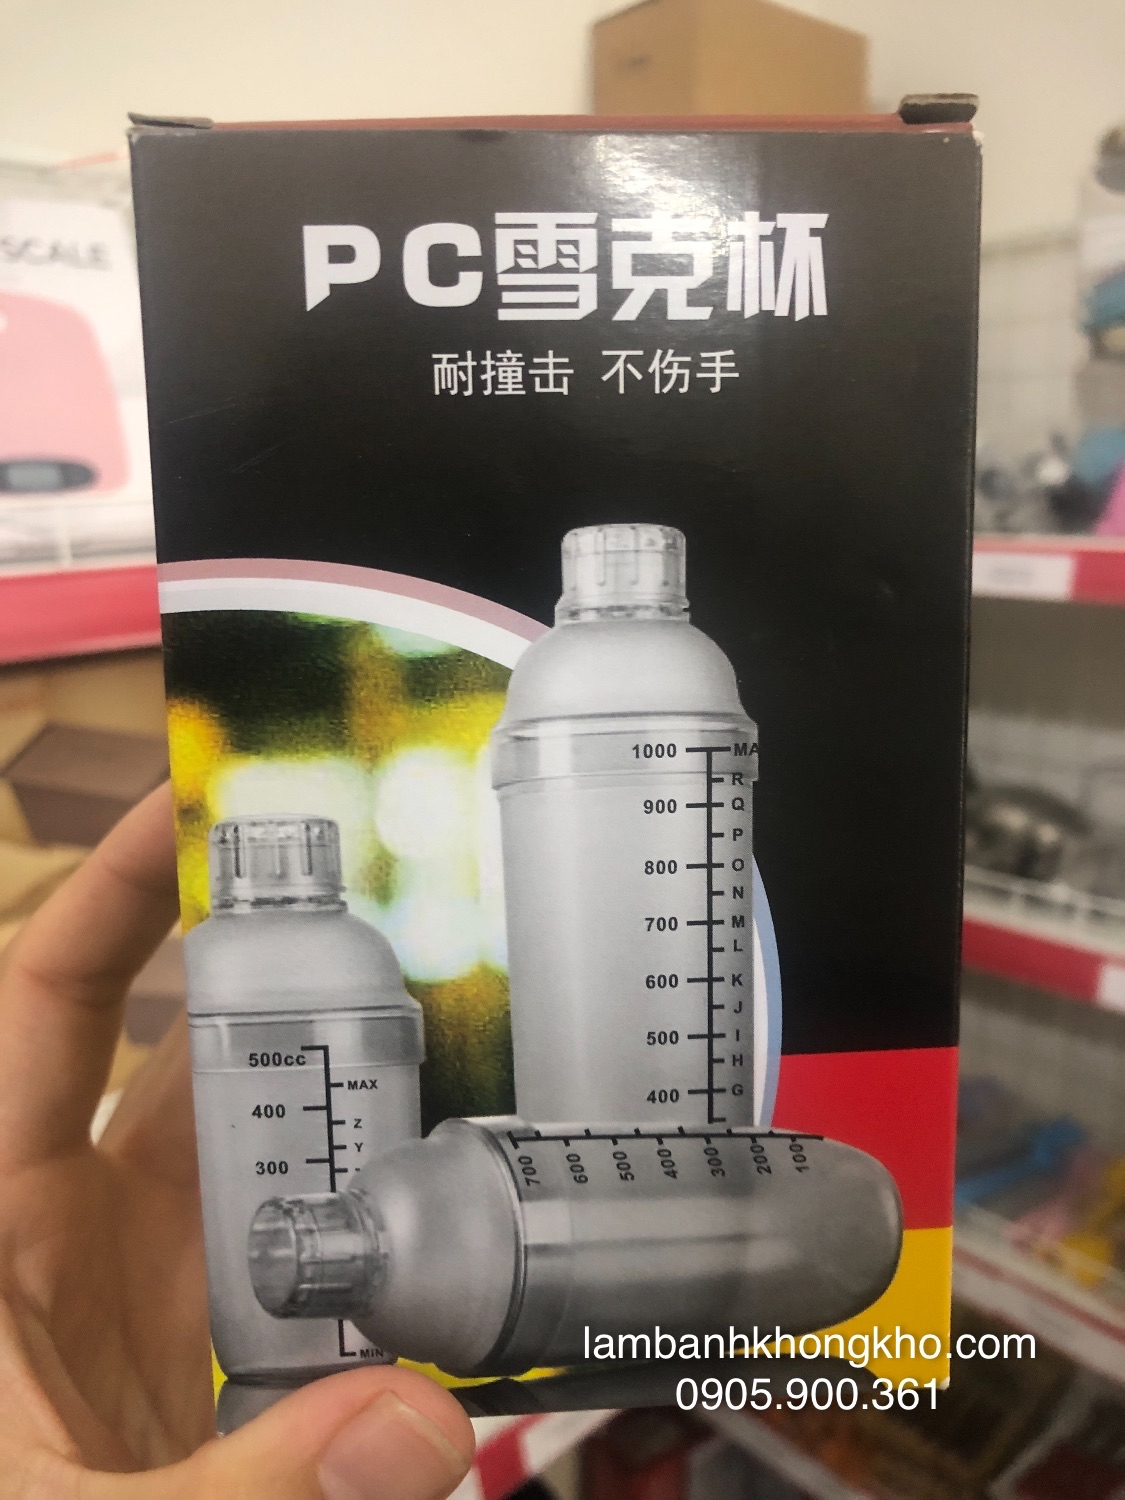 SCALE
PC雪克杯
耐撞击 不伤手
1000 MA
R
900 Q
P
800 O
N
700 M
L
600 K
J
500 I
H
400 G
500cc
MAX
400
Z
Y
300
MIN
700 600 500 400 300 200 100
lambanhkhongkho.com
0905.900.361